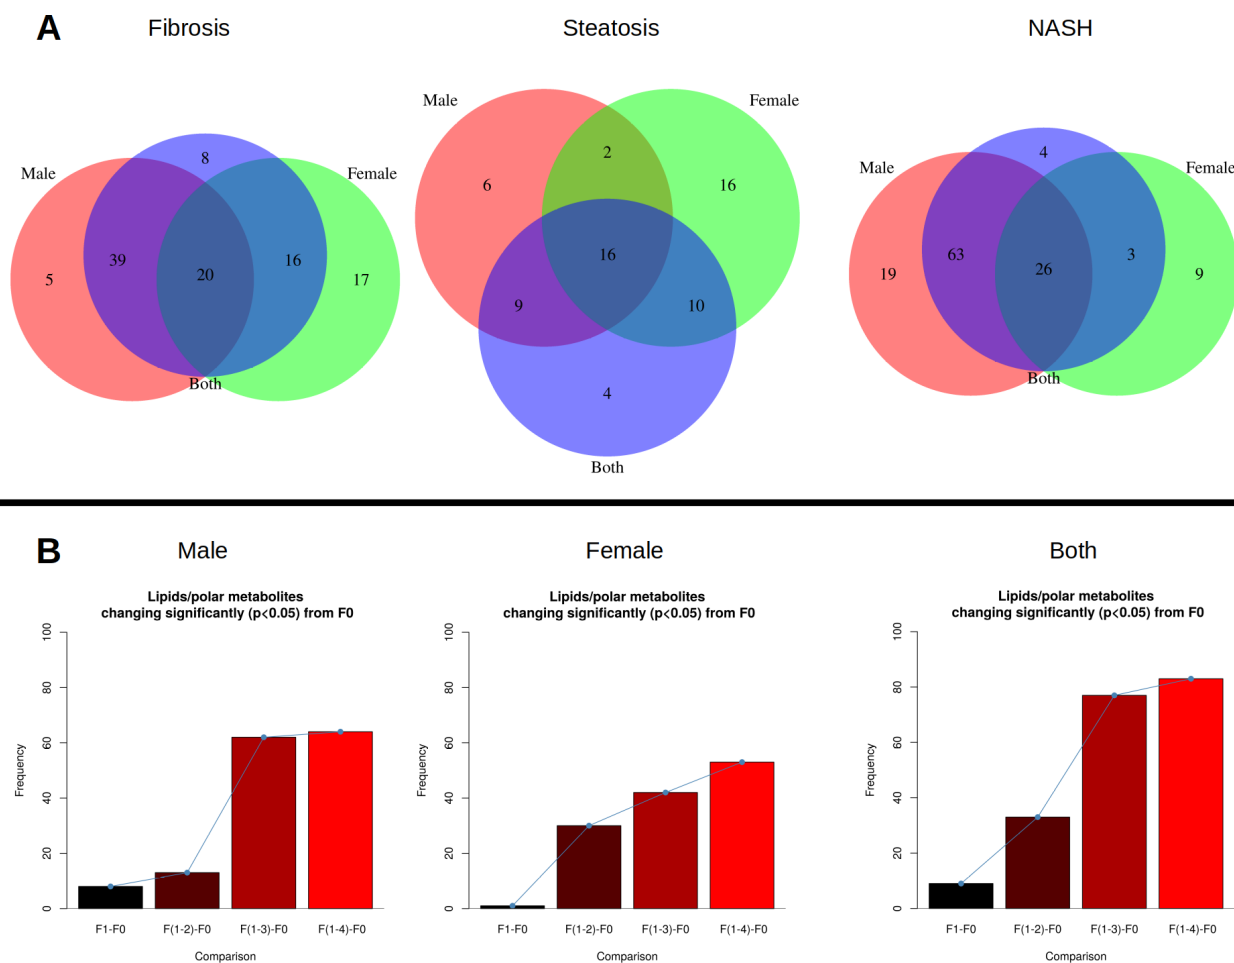 A
Fibrosis
Steatosis
NASH
Male
8
Female
5
39
20
16
17
Both
Male
Female
2
6
16
16
9
10
4
Both
Male
4
Female
19
63
26
3
9
Both
B
Male
Female
Both
Lipids/polar metabolites
changing significantly (p<0.05) from F0
Frequency
100
80
60
40
20
0
F1-F0
F(1-2)-F0
F(1-3)-F0
F(1-4)-F0
Comparison
Lipids/polar metabolites
changing significantly (p<0.05) from F0
Frequency
100
80
60
40
20
0
F1-F0
F(1-2)-F0
F(1-3)-F0
F(1-4)-F0
Comparison
Lipids/polar metabolites
changing significantly (p<0.05) from F0
Frequency
100
80
60
40
20
0
F1-F0
F(1-2)-F0
F(1-3)-F0
F(1-4)-F0
Comparison